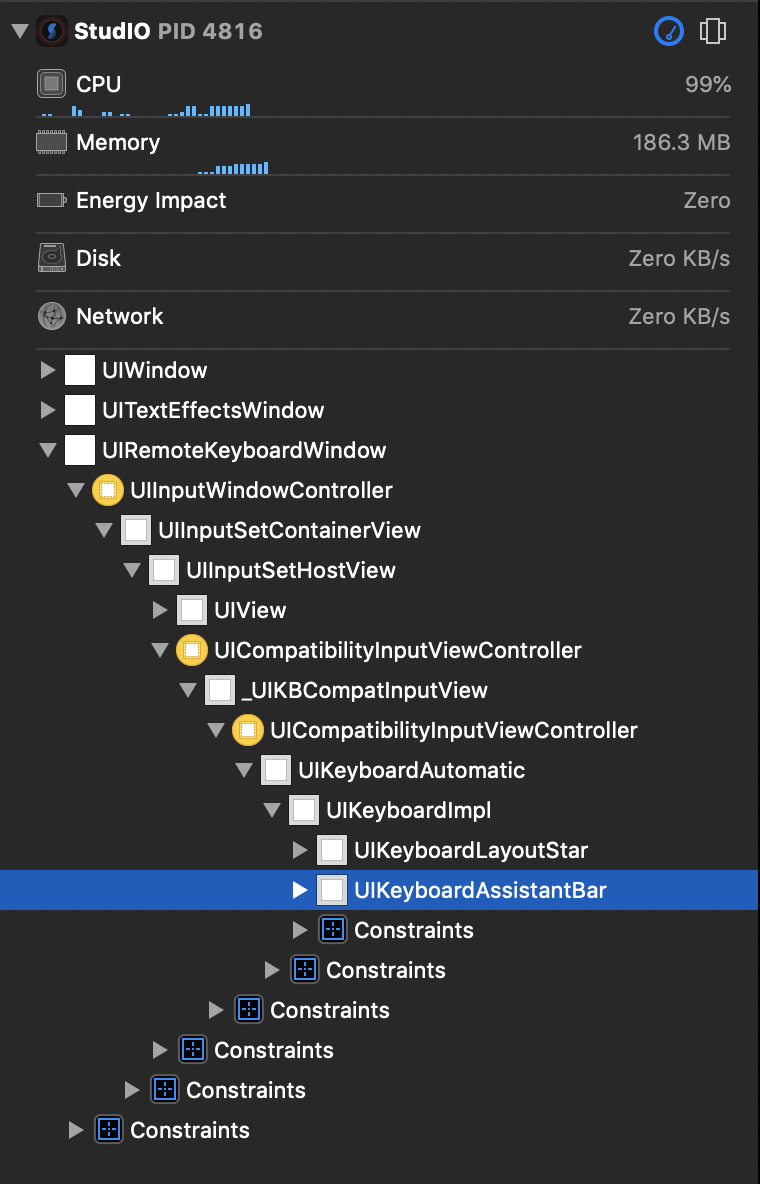 StudIO PID 4816
CPU 99%
Memory 186.3 MB
Energy Impact Zero
Disk Zero KB/s
Network Zero KB/s
UIWindow
UITextEffectsWindow
UIRemoteKeyboardWindow
UIInputWindowController
UIInputSetContainerView
UIInputSetHostView
UIView
UICompatibilityInputViewController
_UIKBCompatInputView
UICompatibilityInputViewController
UIKeyboardAutomatic
UIKeyboardImpl
UIKeyboardLayoutStar
UIKeyboardAssistantBar
Constraints
Constraints
Constraints
Constraints
Constraints
Constraints